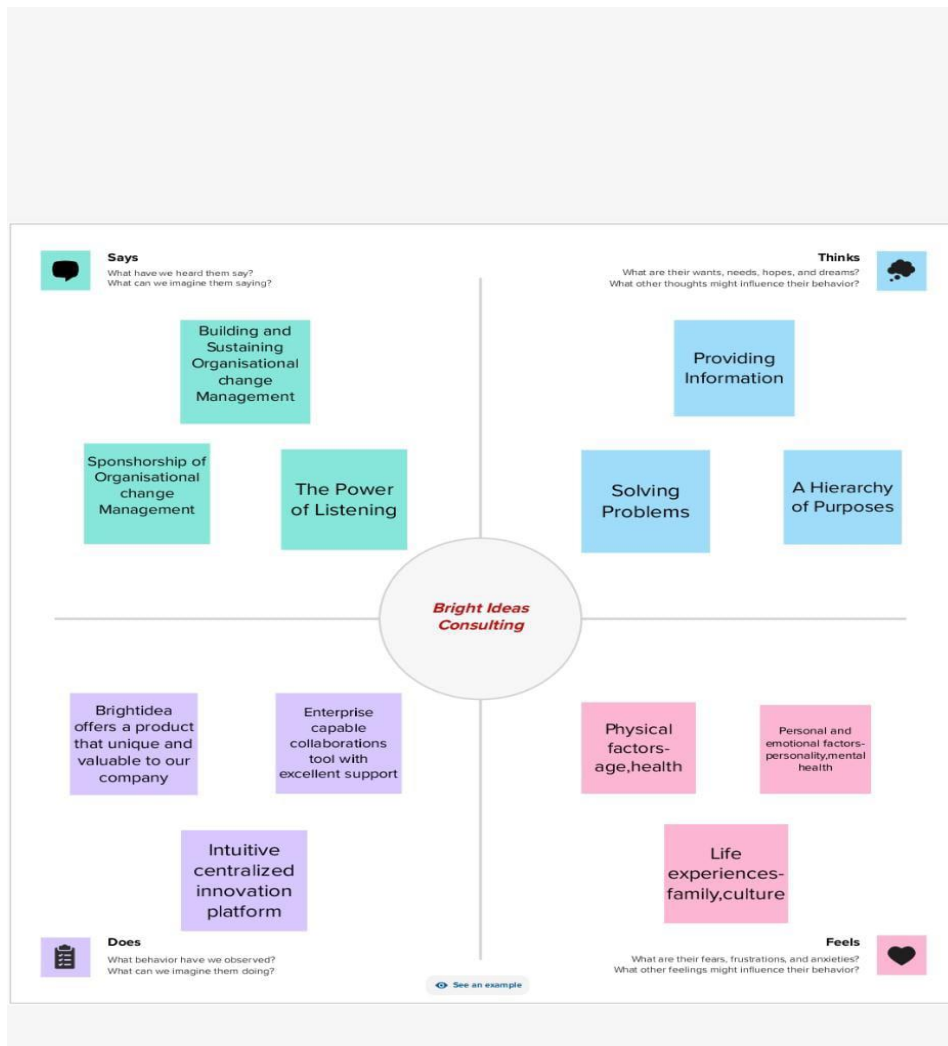 Says
What have we heard them say?
What can we imagine them saying?
Building and
Sustaining
Organisational
change
Management
Sponshorship of
Organisational
change
Management
The Power
of Listening
Thinks
What are their wants, needs, hopes, and dreams?
What other thoughts might influence their behavior?
Providing
Information
Solving
Problems
A Hierarchy
of Purposes
Bright Ideas
Consulting
Brightidea
offers a product
that unique and
valuable to our
company
Enterprise
capable
collaborations
tool with
excellent support
Intuitive
centralized
innovation
platform
Does
What behavior have we observed?
What can we imagine them doing?
Physical
factors-
age,health
Personal and
emotional factors-
personality,mental
health
Life
experiences-
family,culture
Feels
What are their fears, frustrations, and anxieties?
What other feelings might influence their behavior?
See an example